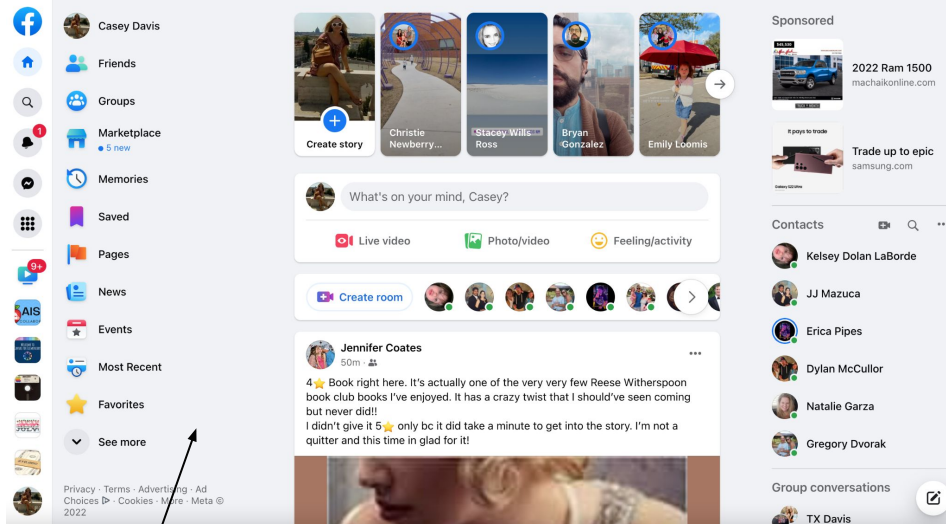 Casey Davis
Friends
Groups
Marketplace
5 new
Memories
Saved
Pages
News
Events
Most Recent
Favorites
See more
Privacy · Terms · Advertising · Ad
Choices · Cookies · More · Meta ©
2022
1
9+
AIS
Create story
Christie
Newberry...
Stacey Wills
Ross
Bryan
Gonzalez
Emily Loomis
What's on your mind, Casey?
Live video
Photo/video
Feeling/activity
Create room
Jennifer Coates
50m ·
4⭐ Book right here. It's actually one of the very very few Reese Witherspoon
book club books I've enjoyed. It has a crazy twist that I should've seen coming
but never did!!
I didn't give it 5⭐ only bc it did take a minute to get into the story. I'm not a
quitter and this time in glad for it!
Sponsored
2022 Ram 1500
machaikonline.com
It pays to trade
Galaxy S22 Ultra
Trade up to epic
samsung.com
Contacts
Kelsey Dolan LaBorde
JJ Mazuca
Erica Pipes
Dylan McCullor
Natalie Garza
Gregory Dvorak
Group conversations
TX Davis